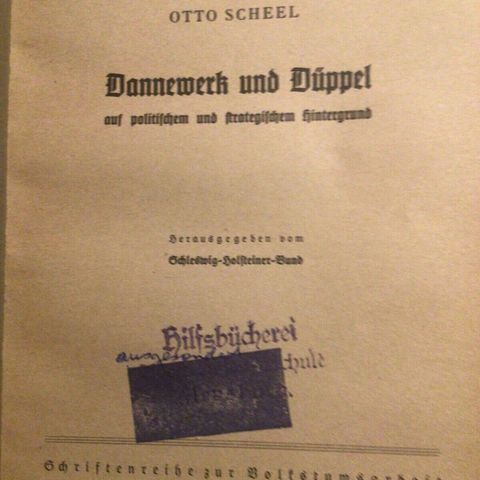 OTTO SCHEEL
Dannewerk und Düppel
auf politischem und strategischem Hintergrund
Herausgegeben vom
Schleswig-Holsteiner-Bund
Hilfsbücherei
Schriftenreihe zur Volkstumsarbeit